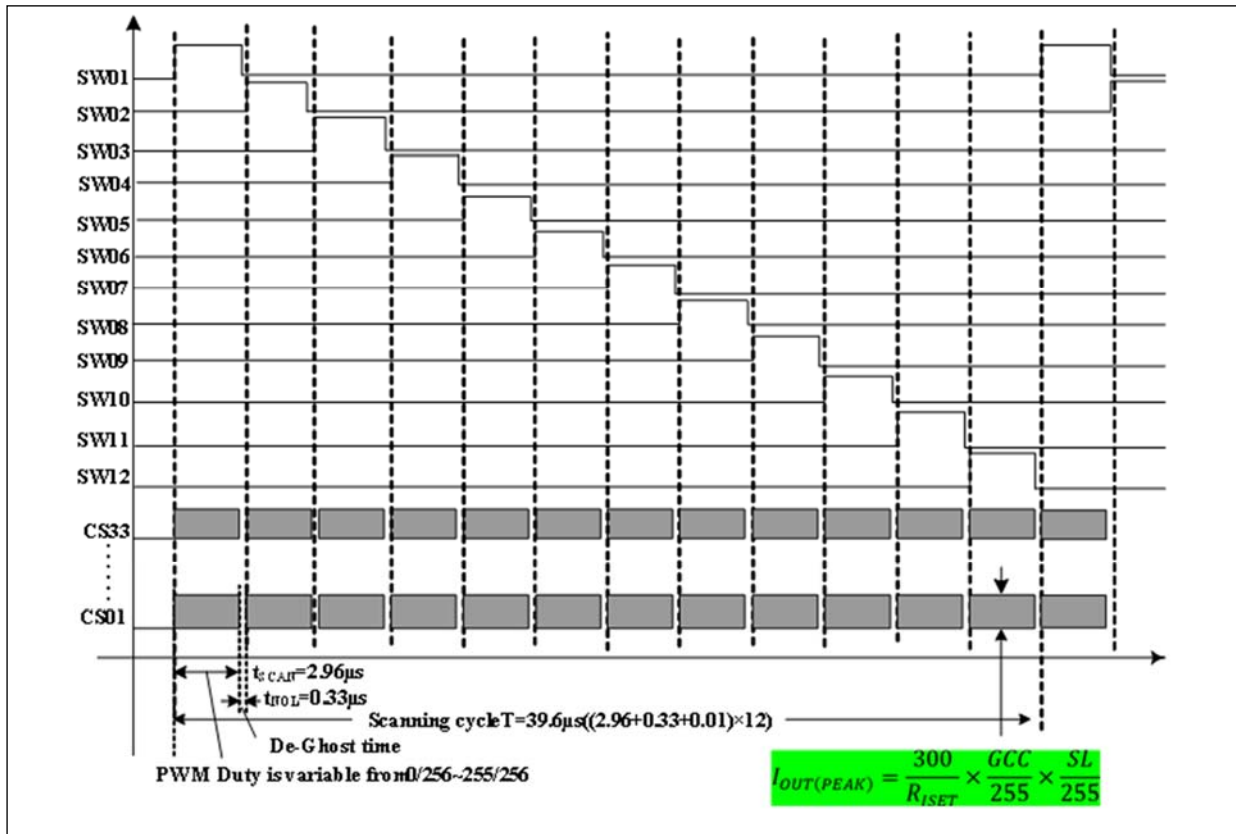 SW01
SW02
SW03
SW04
SW05
SW06
SW07
SW08
SW09
SW10
SW11
SW12
CS33
CS01
tSCAN=2.96µs
tNOL=0.33µs
Scanning cycleT=39.6µs((2.96+0.33+0.01)×12)
De-Ghost time
PWM Duty is variable from0/256~255/256
I_OUT(PEAK) = 300/R_ISET × GCC/255 × SL/255